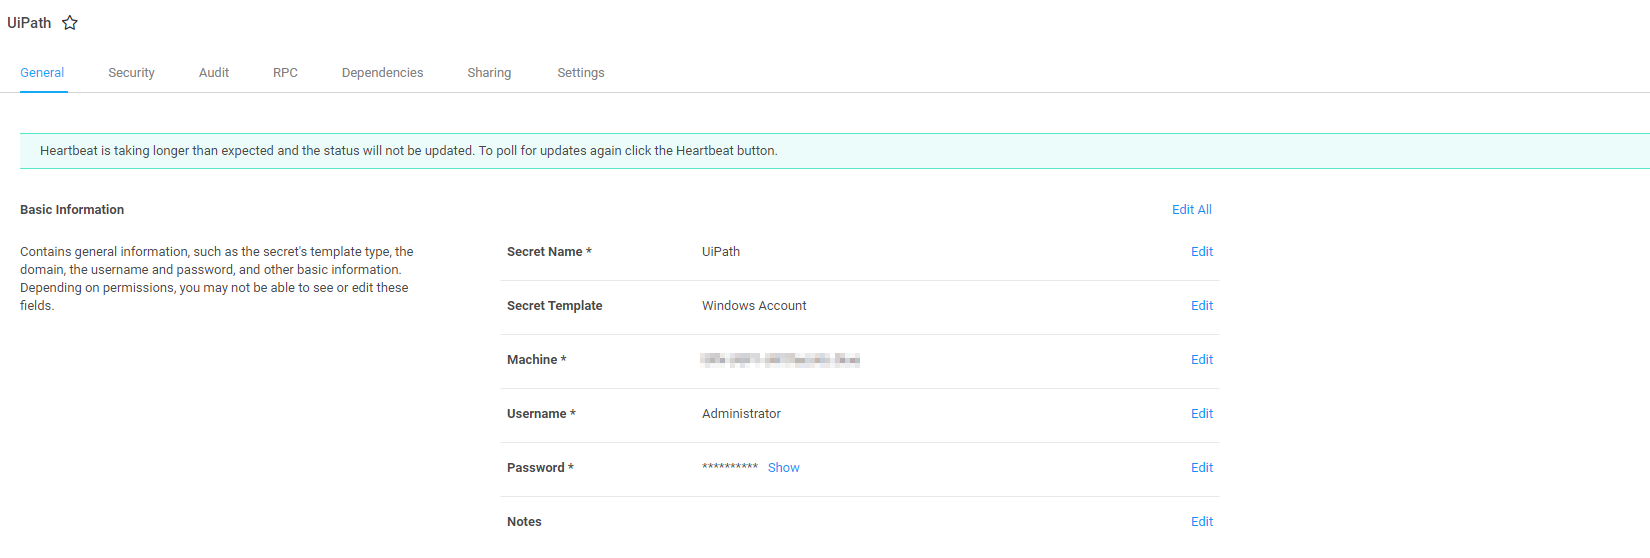 UiPath
General Security Audit RPC Dependencies Sharing Settings
Heartbeat is taking longer than expected and the status will not be updated. To poll for updates again click the Heartbeat button.
Basic Information Edit All
Contains general information, such as the secret's template type, the
domain, the username and password, and other basic information.
Depending on permissions, you may not be able to see or edit these
fields.
Secret Name * UiPath Edit
Secret Template Windows Account Edit
Machine * Edit
Username * Administrator Edit
Password * ********** Show Edit
Notes Edit